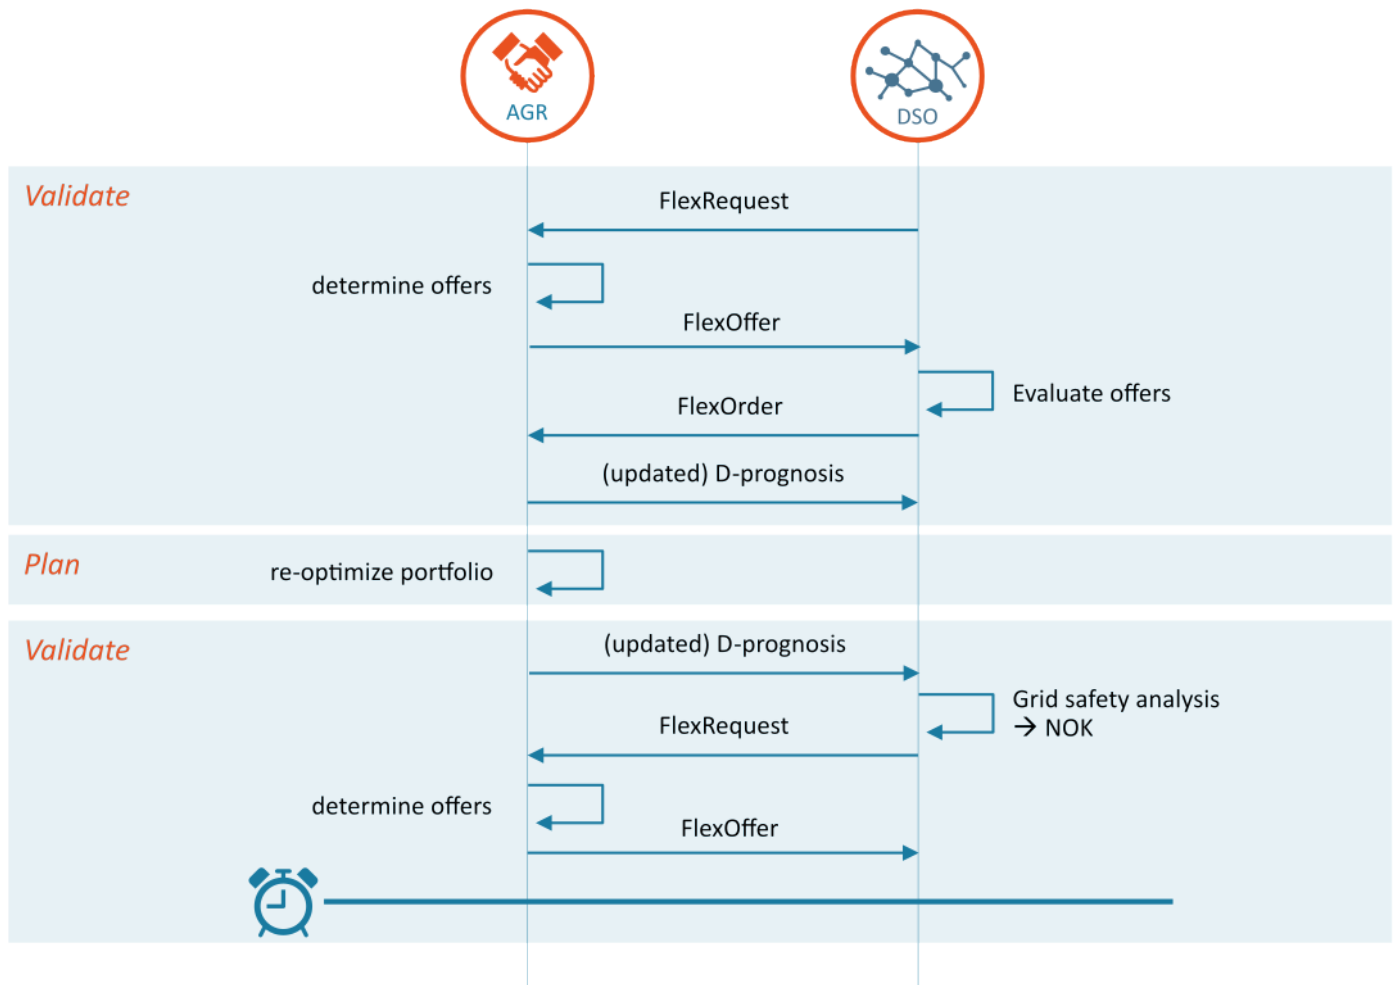 AGR
DSO
Validate
FlexRequest
determine offers
FlexOffer
Evaluate offers
FlexOrder
(updated) D-prognosis
Plan
re-optimize portfolio
Validate
(updated) D-prognosis
Grid safety analysis
→ NOK
FlexRequest
determine offers
FlexOffer